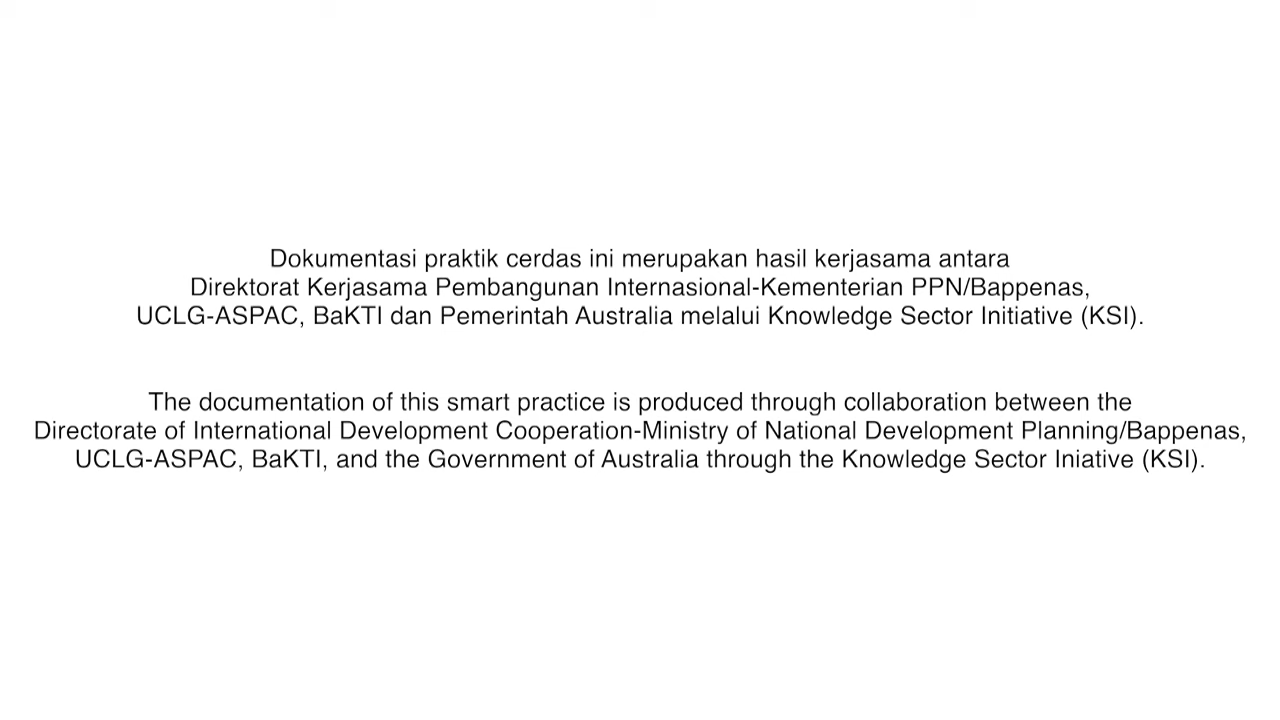 Dokumentasi praktik cerdas ini merupakan hasil kerjasama antara
Direktorat Kerjasama Pembangunan Internasional-Kementerian PPN/Bappenas,
UCLG-ASPAC, BaKTI dan Pemerintah Australia melalui Knowledge Sector Initiative (KSI).
The documentation of this smart practice is produced through collaboration between the
Directorate of International Development Cooperation-Ministry of National Development Planning/Bappenas,
UCLG-ASPAC, BaKTI, and the Government of Australia through the Knowledge Sector Iniative (KSI).